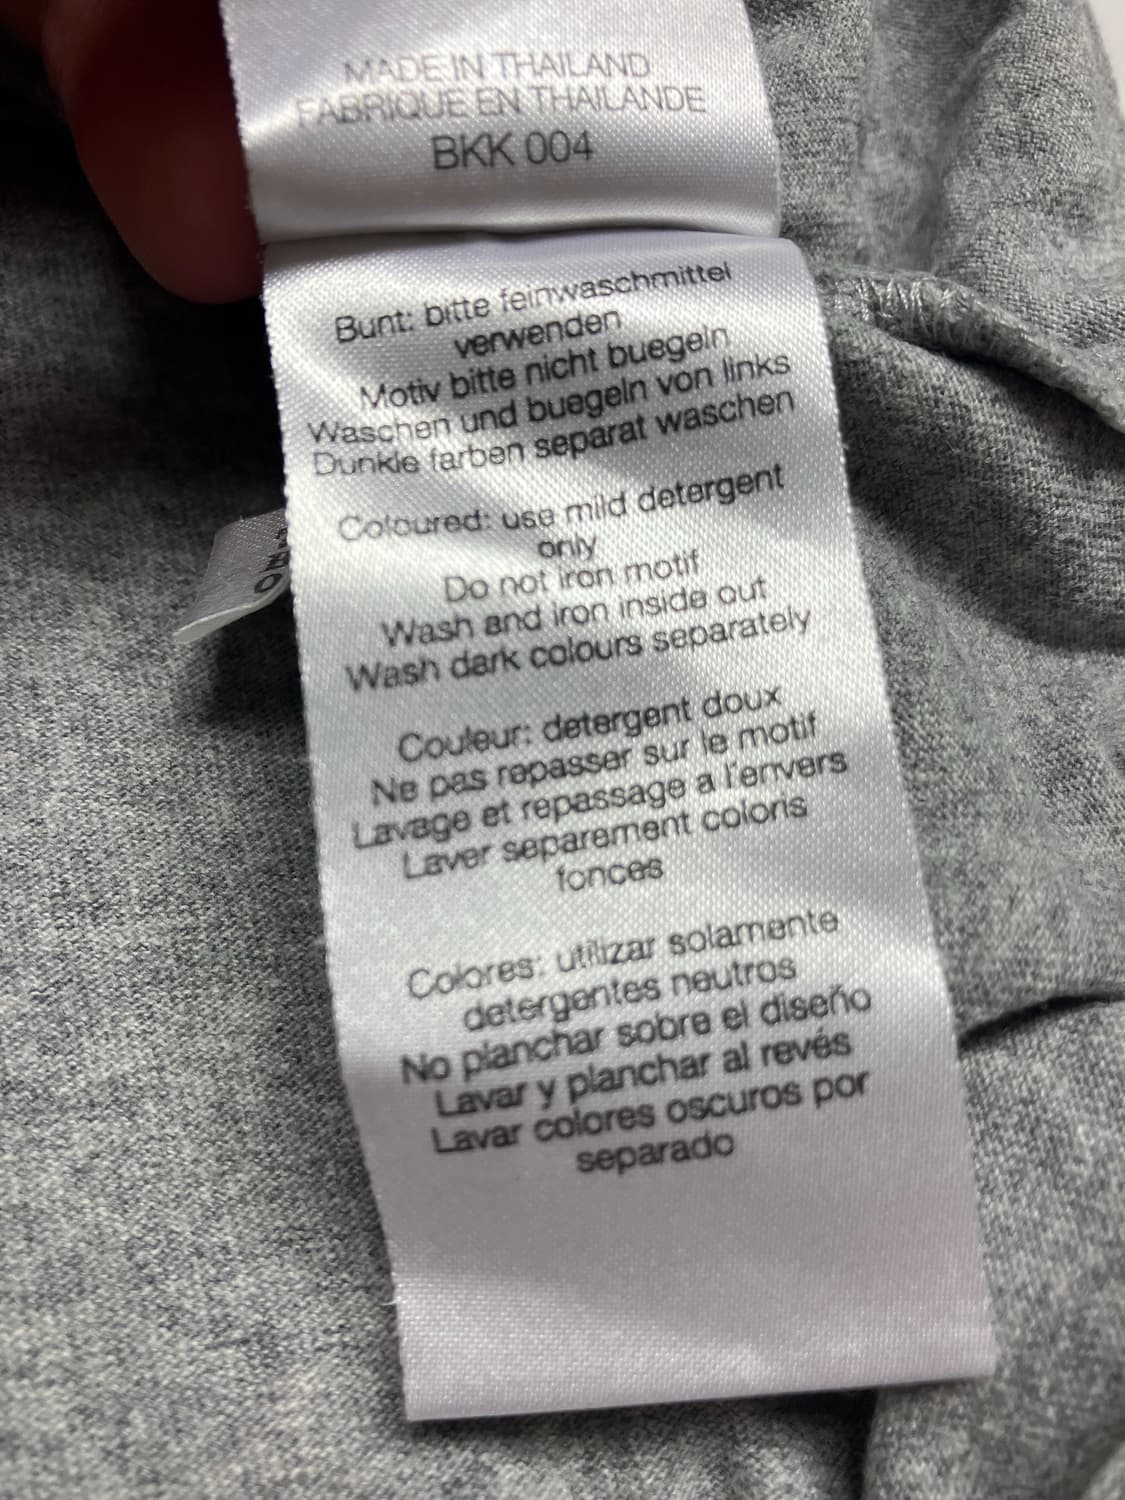 MADE IN THAILAND
FABRIQUE EN THAILANDE
BKK 004
Bunt: bitte feinwaschmittel
verwenden
Motiv bitte nicht buegeln
Waschen und buegeln von links
Dunkle farben separat waschen
Coloured: use mild detergent
only
Do not iron motif
Wash and iron inside out
Wash dark colours separately
Couleur: detergent doux
Ne pas repasser sur le motif
Lavage et repassage a l'envers
Laver separement coloris
fonces
Colores: utilizar solamente
detergentes neutros
No planchar sobre el diseño
Lavar y planchar al revés
Lavar colores oscuros por
separado